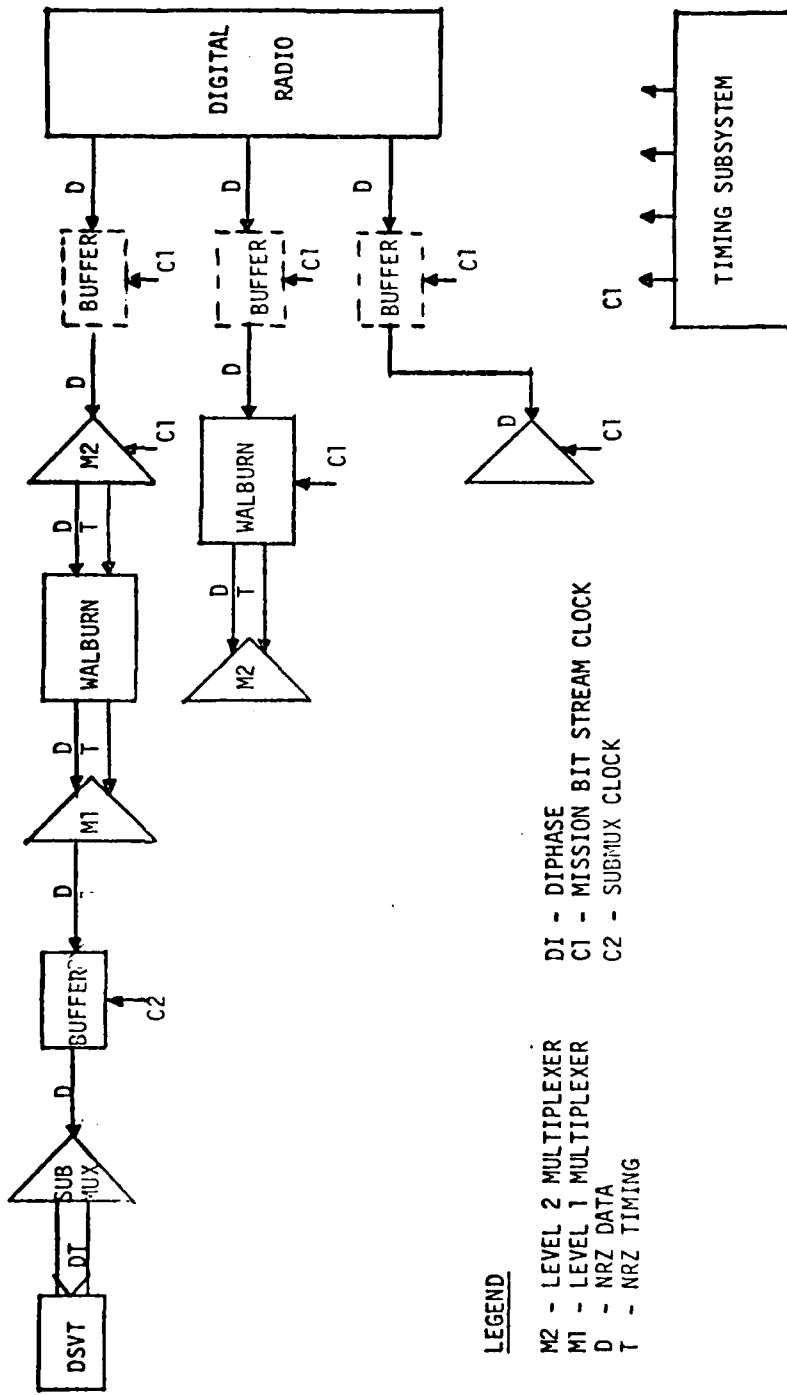 DSVT
DI
SUB
MUX
D
BUFFER
C2
D
M1
D
T
WALBURN
D
T
M2
C1
D
BUFFER
C1
D
DIGITAL
RADIO
M2
D
T
WALBURN
C1
D
BUFFER
C1
D
D
C1
BUFFER
C1
D
C1
TIMING SUBSYSTEM
LEGEND
M2 - LEVEL 2 MULTIPLEXER
M1 - LEVEL 1 MULTIPLEXER
D - NRZ DATA
T - NRZ TIMING
DI - DIPHASE
C1 - MISSION BIT STREAM CLOCK
C2 - SUBMUX CLOCK